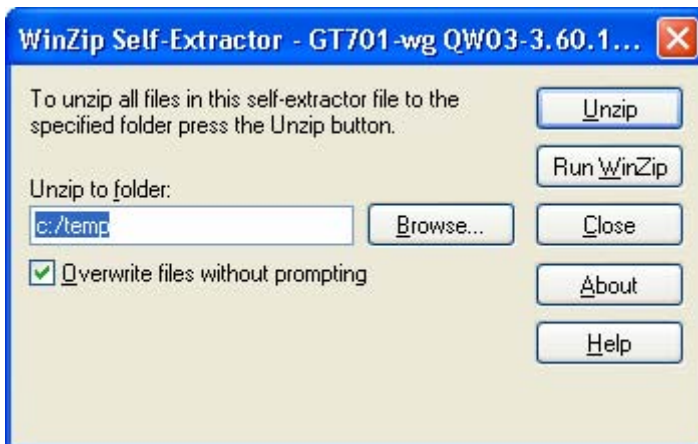 WinZip Self-Extractor - GT701-wg QW03-3.60.1...
To unzip all files in this self-extractor file to the
specified folder press the Unzip button.
Unzip to folder:
c:/temp
Browse...
Overwrite files without prompting
Unzip
Run WinZip
Close
About
Help